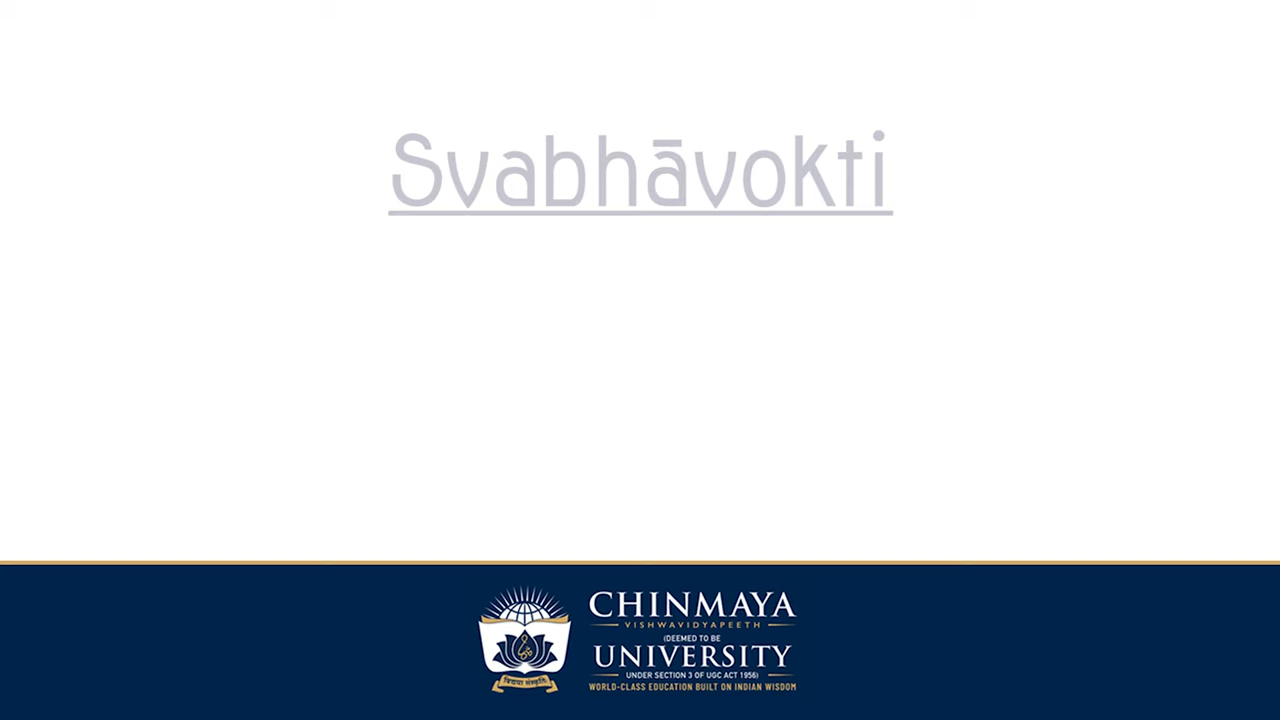 Svabhāvokti
CHINMAYA
VISHWAVIDYAPEETH
(DEEMED TO BE
UNIVERSITY
UNDER SECTION 3 OF UGC ACT 1956)
WORLD-CLASS EDUCATION BUILT ON INDIAN WISDOM
विद्यया संस्कृतिः